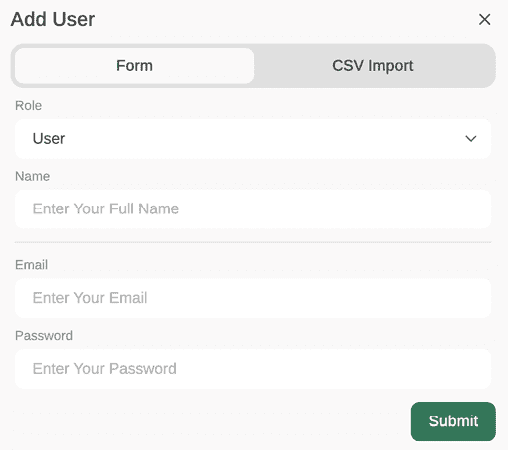 Add User
Form
CSV Import
Role
User
Name
Enter Your Full Name
Email
Enter Your Email
Password
Enter Your Password
Submit